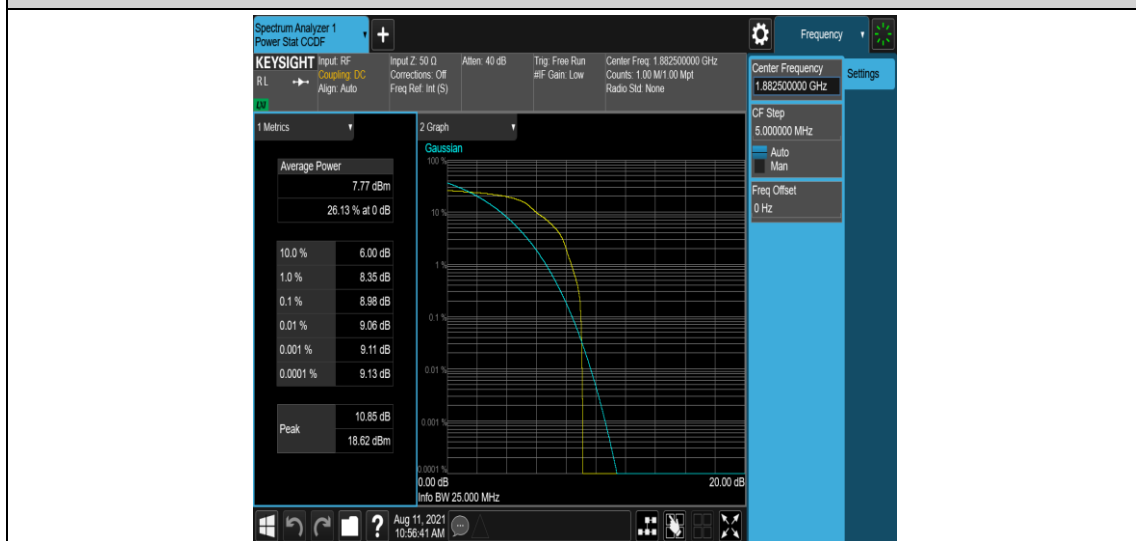 Spectrum Analyzer 1
Power Stat CCDF
+
Frequency
KEYSIGHT
RL
LXI
Input: RF
Coupling: DC
Align: Auto
Input Z: 50 Ω
Corrections: Off
Freq Ref: Int (S)
Atten: 40 dB
Trig: Free Run
#IF Gain: Low
Center Freq: 1.882500000 GHz
Counts: 1.00 M/1.00 Mpt
Radio Std: None
Center Frequency
1.882500000 GHz
Settings
CF Step
5.000000 MHz
Auto
Man
Freq Offset
0 Hz
1 Metrics
Average Power
7.77 dBm
26.13 % at 0 dB
10.0 % 6.00 dB
1.0 % 8.35 dB
0.1 % 8.98 dB
0.01 % 9.06 dB
0.001 % 9.11 dB
0.0001 % 9.13 dB
Peak
10.85 dB
18.62 dBm
2 Graph
Gaussian
100 %
10 %
1 %
0.1 %
0.01 %
0.001 %
0.0001 %
0.00 dB 20.00 dB
Info BW 25.000 MHz
?
Aug 11, 2021
10:56:41 AM